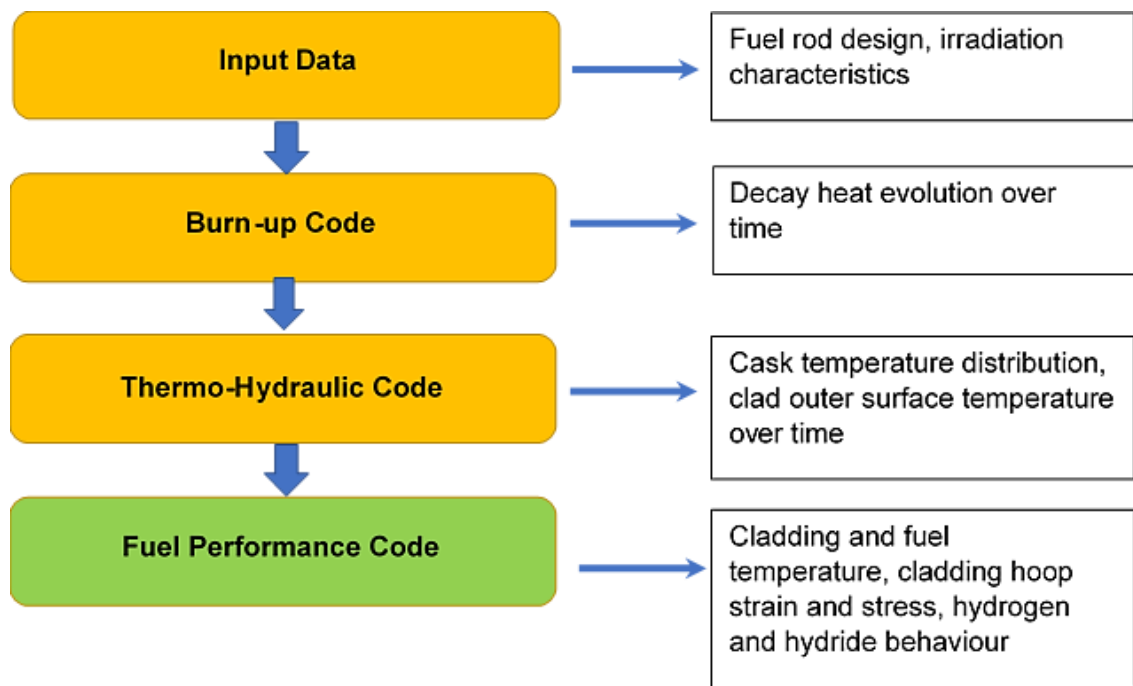 Input Data
Fuel rod design, irradiation
characteristics
Burn-up Code
Decay heat evolution over
time
Thermo-Hydraulic Code
Cask temperature distribution,
clad outer surface temperature
over time
Fuel Performance Code
Cladding and fuel
temperature, cladding hoop
strain and stress, hydrogen
and hydride behaviour